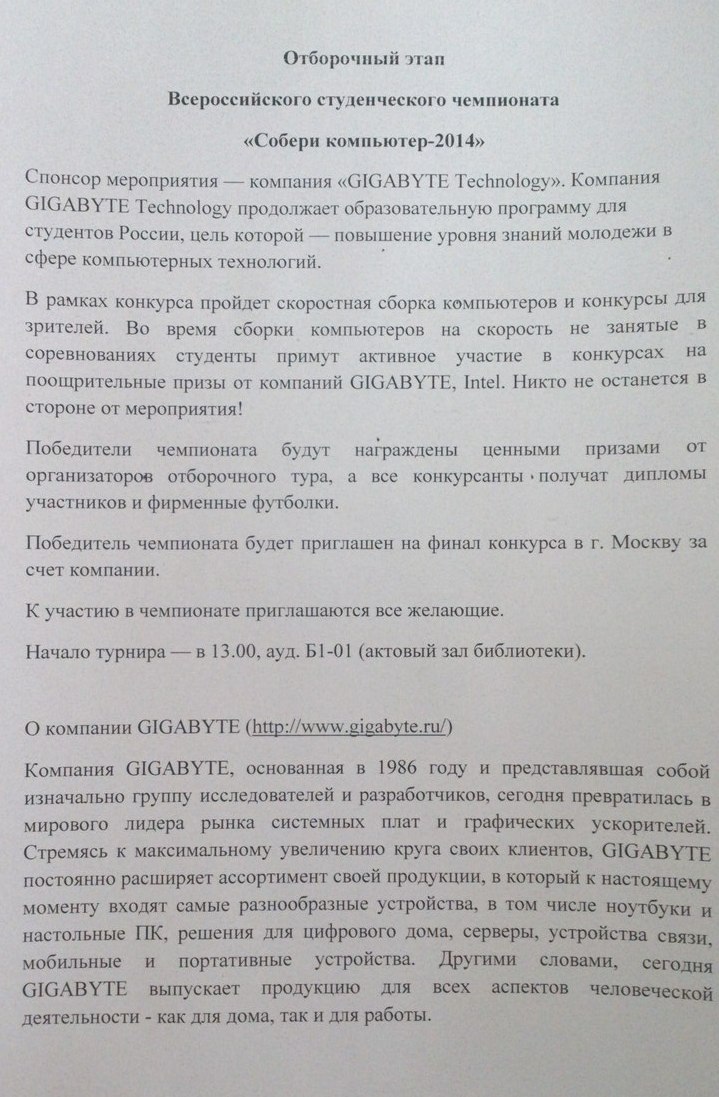 Отборочный этап
Всероссийского студенческого чемпионата
«Собери компьютер-2014»
Спонсор мероприятия — компания «GIGABYTE Technology». Компания
GIGABYTE Technology продолжает образовательную программу для
студентов России, цель которой — повышение уровня знаний молодежи в
сфере компьютерных технологий.
В рамках конкурса пройдет скоростная сборка компьютеров и конкурсы для
зрителей. Во время сборки компьютеров на скорость не занятые в
соревнованиях студенты примут активное участие в конкурсах на
поощрительные призы от компаний GIGABYTE, Intel. Никто не останется в
стороне от мероприятия!
Победители чемпионата будут награждены ценными призами от
организаторов отборочного тура, а все конкурсанты получат дипломы
участников и фирменные футболки.
Победитель чемпионата будет приглашен на финал конкурса в г. Москву за
счет компании.
К участию в чемпионате приглашаются все желающие.
Начало турнира — в 13.00, ауд. Б1-01 (актовый зал библиотеки).
О компании GIGABYTE (http://www.gigabyte.ru/)
Компания GIGABYTE, основанная в 1986 году и представлявшая собой
изначально группу исследователей и разработчиков, сегодня превратилась в
мирового лидера рынка системных плат и графических ускорителей.
Стремясь к максимальному увеличению круга своих клиентов, GIGABYTE
постоянно расширяет ассортимент своей продукции, в который к настоящему
моменту входят самые разнообразные устройства, в том числе ноутбуки и
настольные ПК, решения для цифрового дома, серверы, устройства связи,
мобильные и портативные устройства. Другими словами, сегодня
GIGABYTE выпускает продукцию для всех аспектов человеческой
деятельности - как для дома, так и для работы.